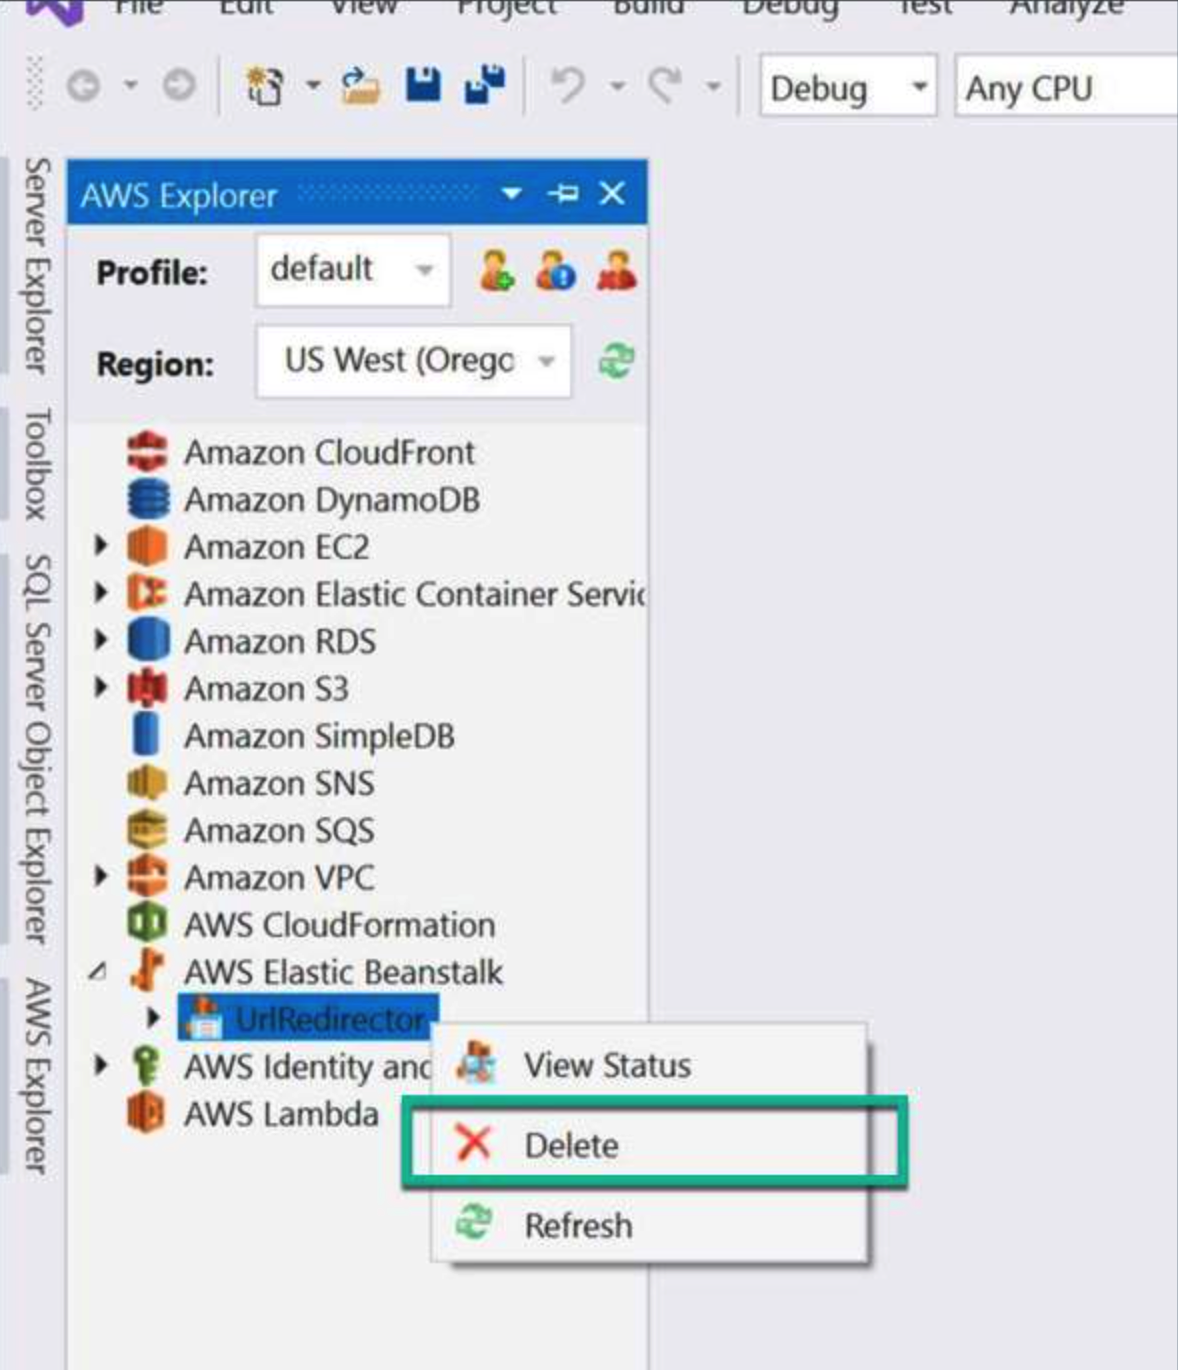 File Edit View Project Build Debug Test Analyze
Debug Any CPU
Server Explorer
Toolbox
SQL Server Object Explorer
AWS Explorer
AWS Explorer
Profile: default
Region: US West (Orego
Amazon CloudFront
Amazon DynamoDB
Amazon EC2
Amazon Elastic Container Servic
Amazon RDS
Amazon S3
Amazon SimpleDB
Amazon SNS
Amazon SQS
Amazon VPC
AWS CloudFormation
AWS Elastic Beanstalk
UrlRedirector
AWS Identity and
AWS Lambda
View Status
Delete
Refresh